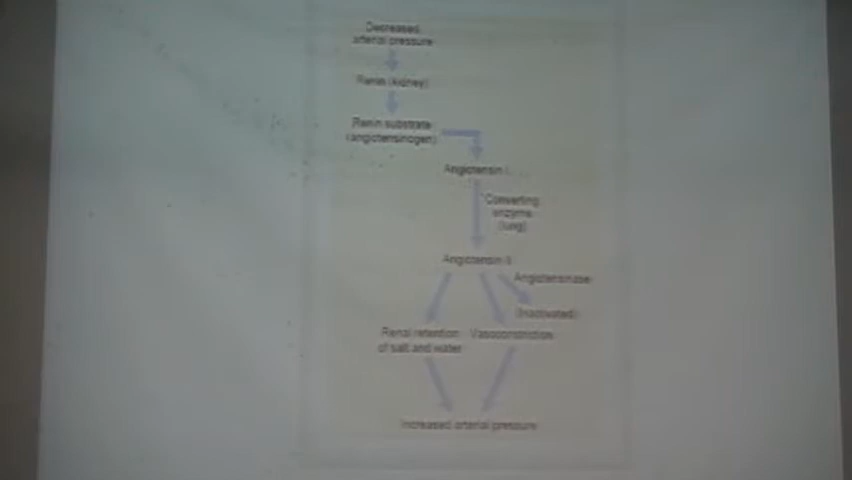 Decreased
arterial pressure
Renin (kidney)
Renin substrate
(angiotensinogen)
Angiotensin I
Converting
enzyme
(lung)
Angiotensin II
Angiotensinase
(Inactivated)
Renal retention
of salt and water
Vasoconstriction
Increased arterial pressure